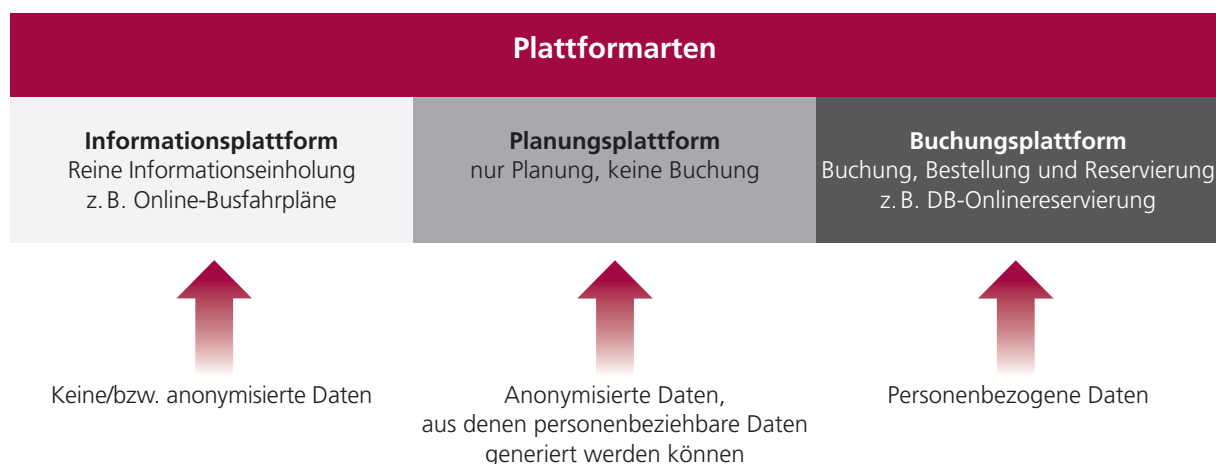 Plattformarten
Informationsplattform
Reine Informationseinholung
z. B. Online-Busfahrpläne
Planungsplattform
nur Planung, keine Buchung
Buchungsplattform
Buchung, Bestellung und Reservierung
z. B. DB-Onlinereservierung
Keine/bzw. anonymisierte Daten
Anonymisierte Daten,
aus denen personenbeziehbare Daten
generiert werden können
Personenbezogene Daten